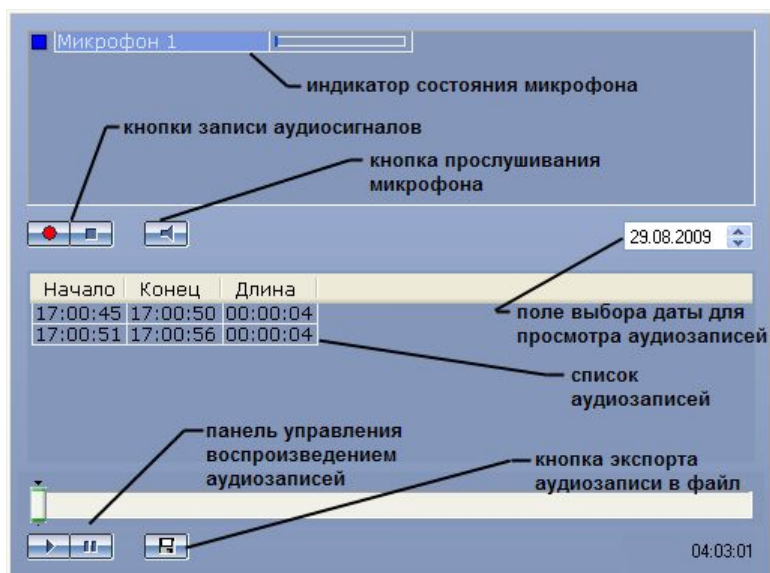 Микрофон 1
индикатор состояния микрофона
кнопки записи аудиосигналов
кнопка прослушивания
микрофона
29.08.2009
Начало Конец Длина
17:00:45 17:00:50 00:00:04
17:00:51 17:00:56 00:00:04
поле выбора даты для
просмотра аудиозаписей
список
аудиозаписей
панель управления
воспроизведением
аудиозаписей
кнопка экспорта
аудиозаписи в файл
04:03:01